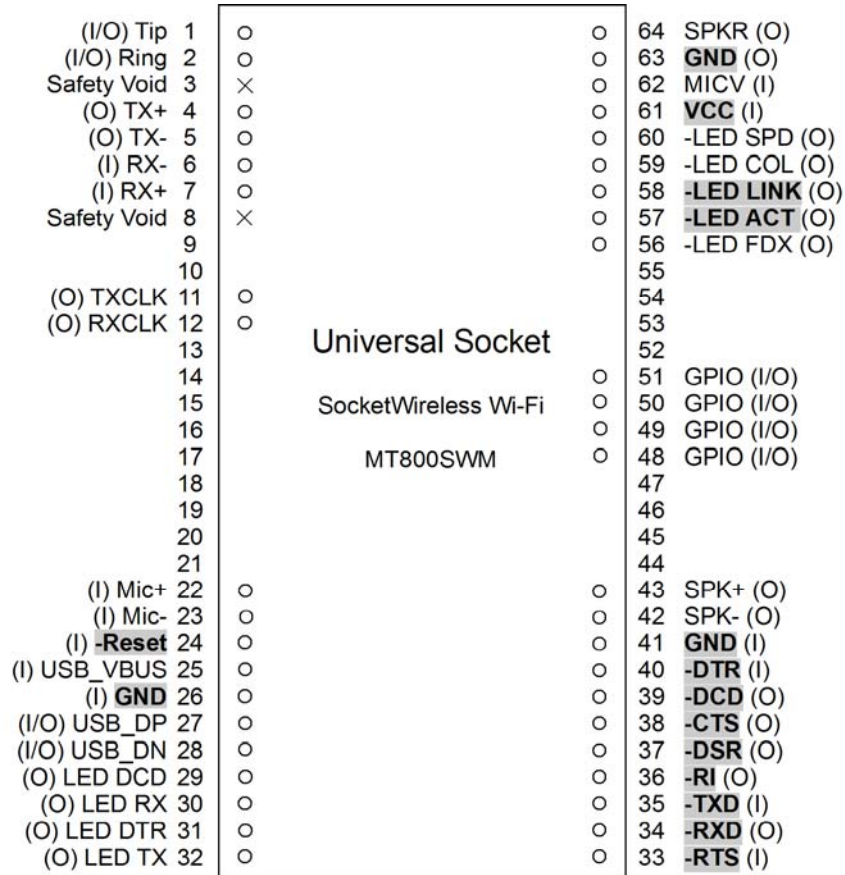 (I/O) Tip 1
(I/O) Ring 2
Safety Void 3
(O) TX+ 4
(O) TX- 5
(I) RX- 6
(I) RX+ 7
Safety Void 8
9
10
(O) TXCLK 11
(O) RXCLK 12
13
14
15
16
17
18
19
20
21
(I) Mic+ 22
(I) Mic- 23
(I) -Reset 24
(I) USB_VBUS 25
(I) GND 26
(I/O) USB_DP 27
(I/O) USB_DN 28
(O) LED DCD 29
(O) LED RX 30
(O) LED DTR 31
(O) LED TX 32
Universal Socket
SocketWireless Wi-Fi
MT800SWM
64 SPKR (O)
63 GND (O)
62 MICV (I)
61 VCC (I)
60 -LED SPD (O)
59 -LED COL (O)
58 -LED LINK (O)
57 -LED ACT (O)
56 -LED FDX (O)
55
54
53
52
51 GPIO (I/O)
50 GPIO (I/O)
49 GPIO (I/O)
48 GPIO (I/O)
47
46
45
44
43 SPK+ (O)
42 SPK- (O)
41 GND (I)
40 -DTR (I)
39 -DCD (O)
38 -CTS (O)
37 -DSR (O)
36 -RI (O)
35 -TXD (I)
34 -RXD (O)
33 -RTS (I)